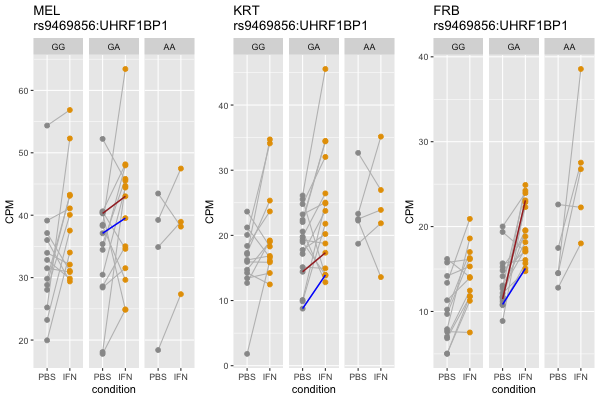 MEL
rs9469856:UHRF1BP1
GG GA AA
CPM
60
50
40
30
20
PBS IFN PBS IFN PBS IFN
condition
KRT
rs9469856:UHRF1BP1
GG GA AA
CPM
40
30
20
10
0
PBS IFN PBS IFN PBS IFN
condition
FRB
rs9469856:UHRF1BP1
GG GA AA
CPM
40
30
20
10
PBS IFN PBS IFN PBS IFN
condition